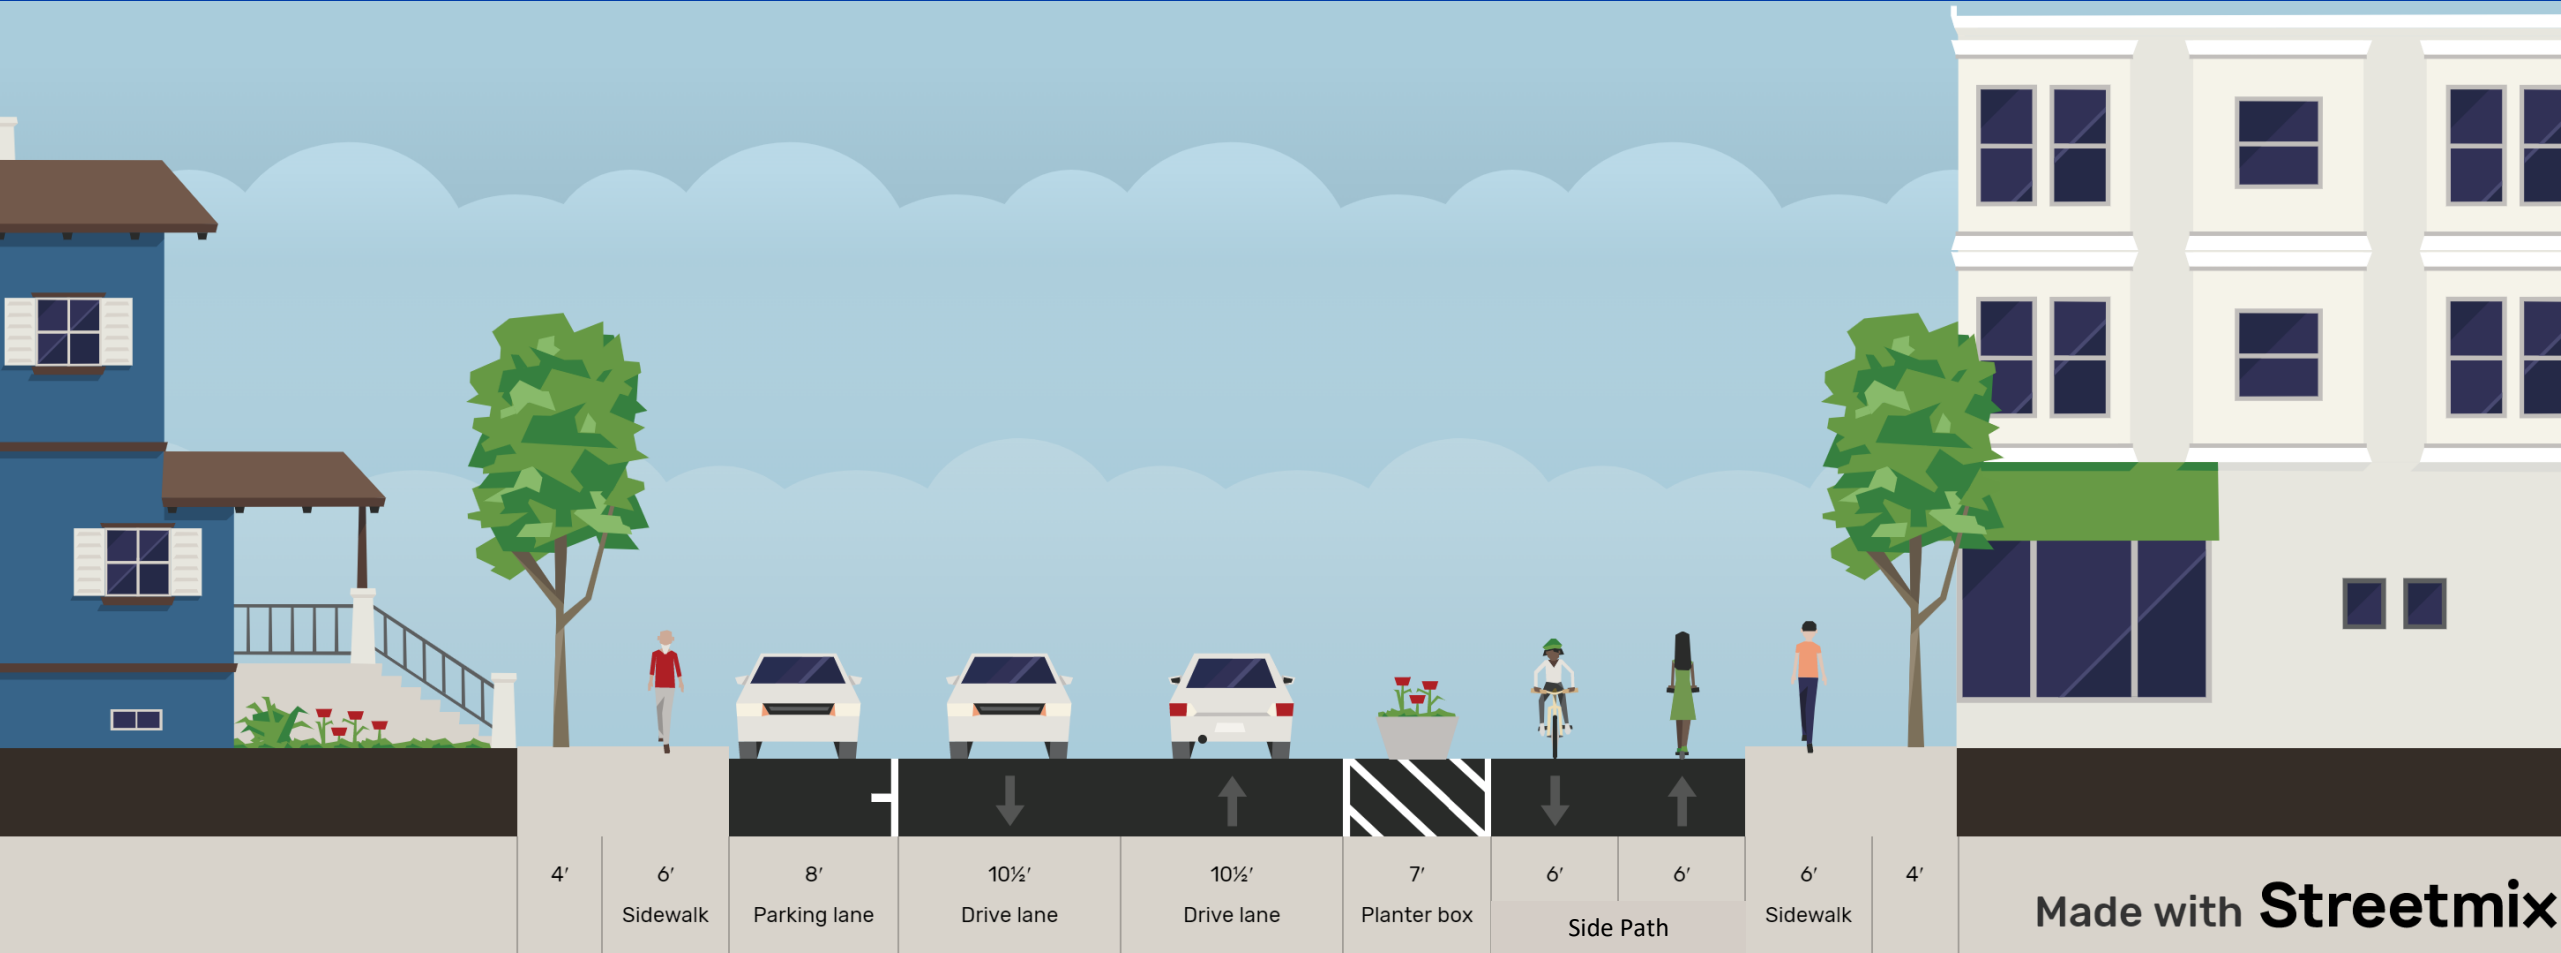 4′ 6′ 8′ 10½′ 10½′ 7′ 6′ 6′ 6′ 4′
Sidewalk Parking lane Drive lane Drive lane Planter box Side Path Sidewalk
Made with Streetmix